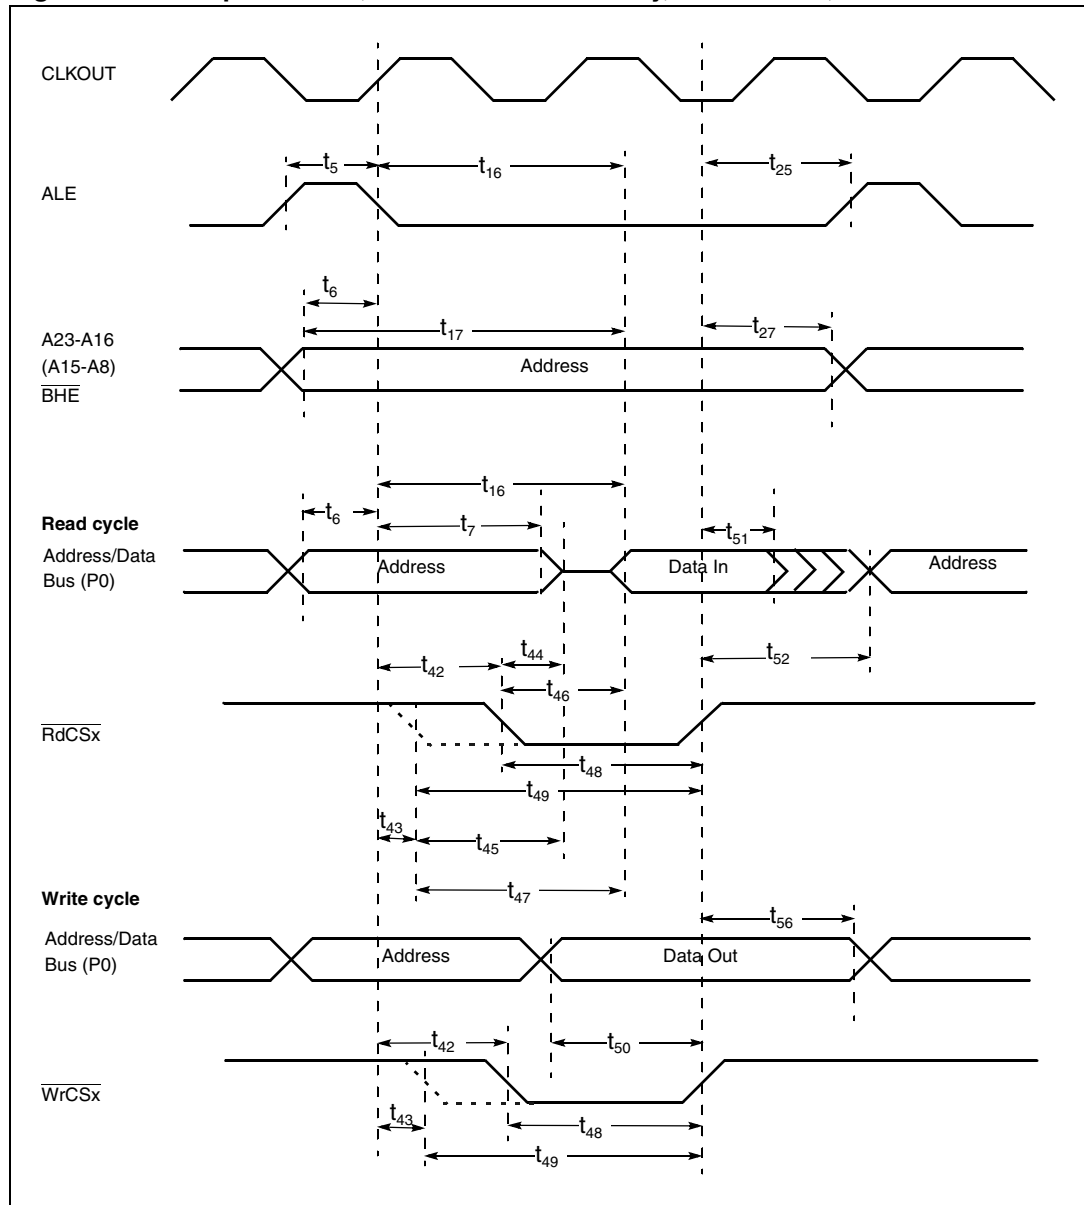 CLKOUT
t5
t16
t25
ALE
t6
t17
t27
A23-A16
(A15-A8)
BHE
Address
t16
t6
t7
t51
Read cycle
Address/Data
Bus (P0)
Address
Data In
Address
t42
t44
t46
t52
RdCSx
t48
t49
t43
t45
t47
Write cycle
t56
Address/Data
Bus (P0)
Address
Data Out
t42
t50
WrCSx
t43
t48
t49